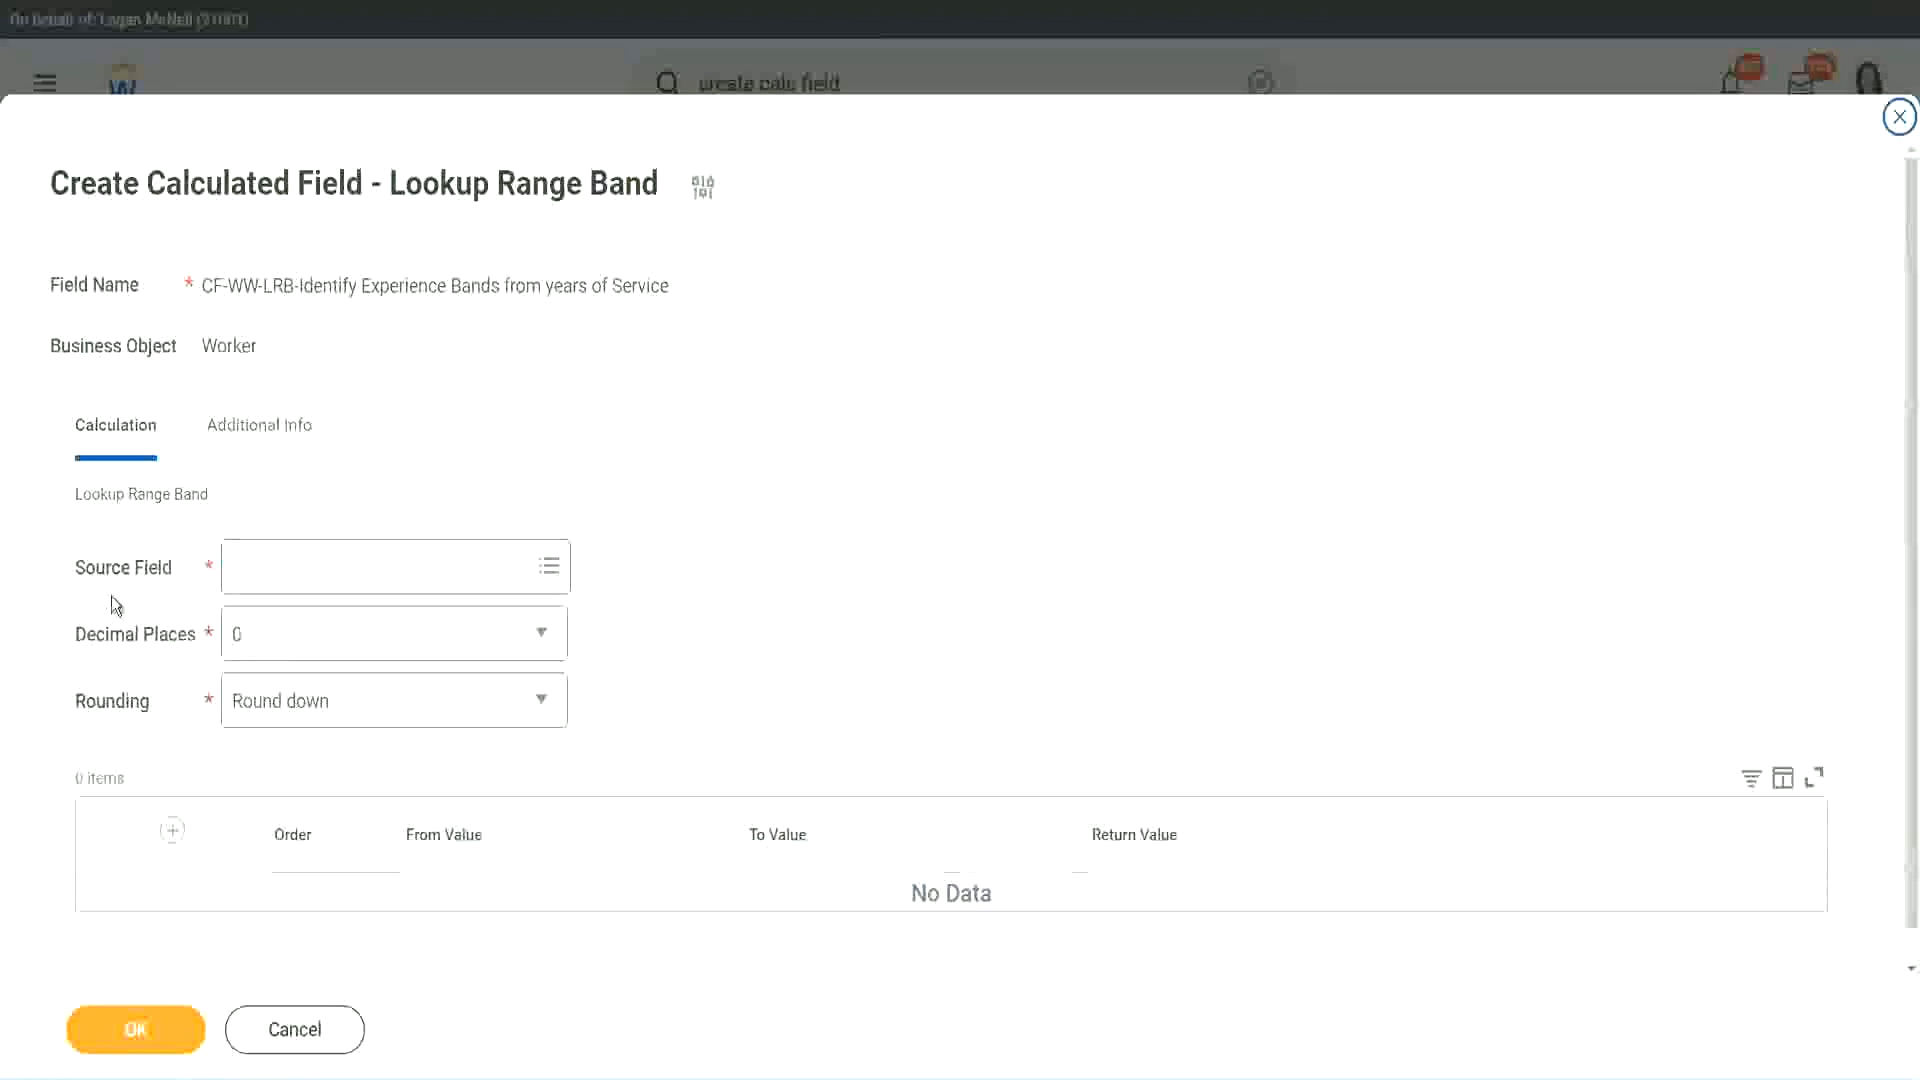 On behalf of: Logan McNeil
create calc field
Create Calculated Field - Lookup Range Band
Field Name * CF-WW-LRB-Identify Experience Bands from years of Service
Business Object Worker
Calculation Additional Info
Lookup Range Band
Source Field *
Decimal Places * 0
Rounding * Round down
0 items
Order From Value To Value Return Value
No Data
OK Cancel